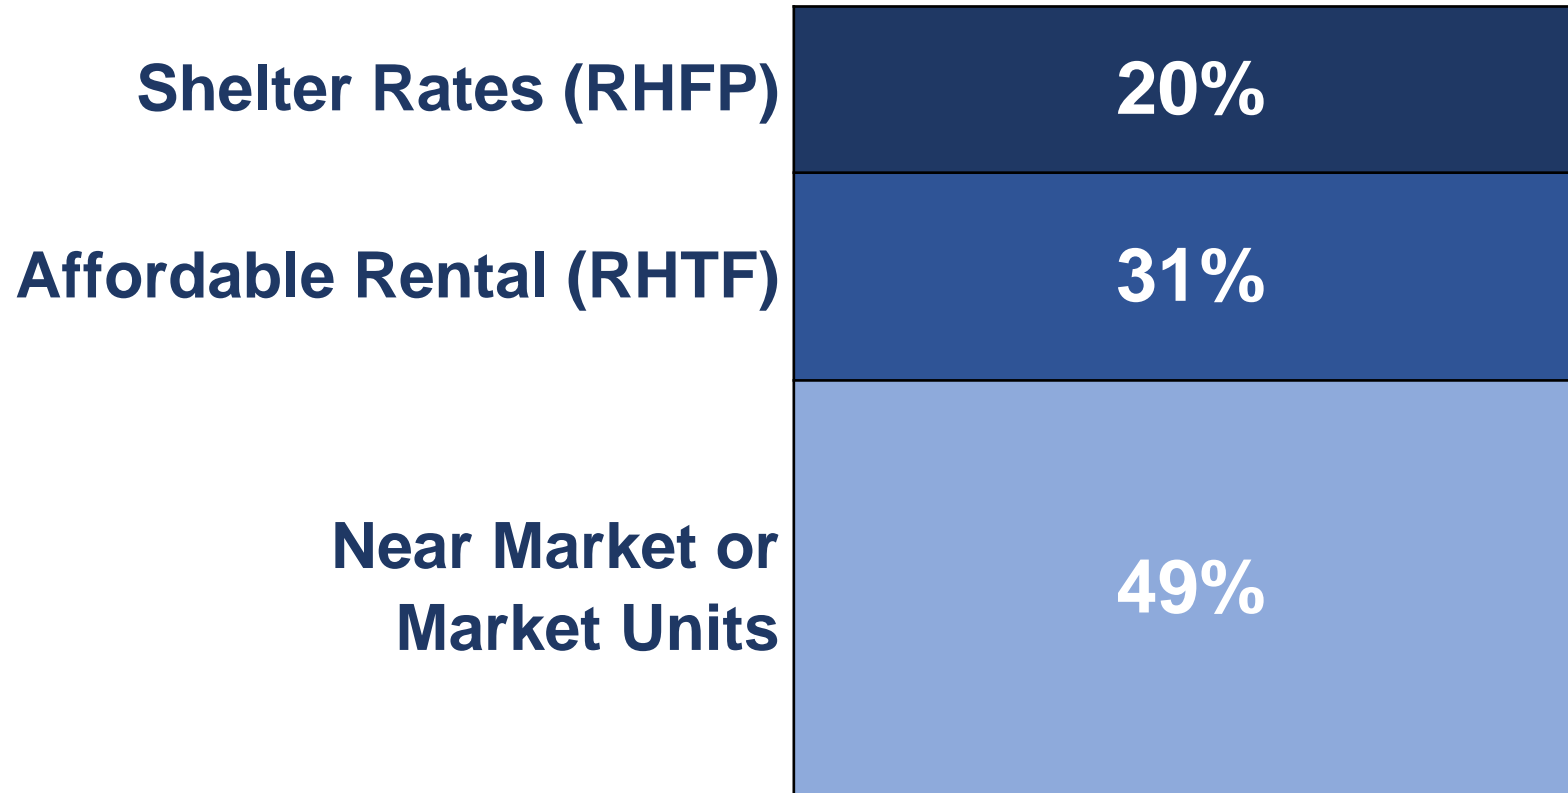 Shelter Rates (RHFP)
20%
Affordable Rental (RHTF)
31%
Near Market or
Market Units
49%